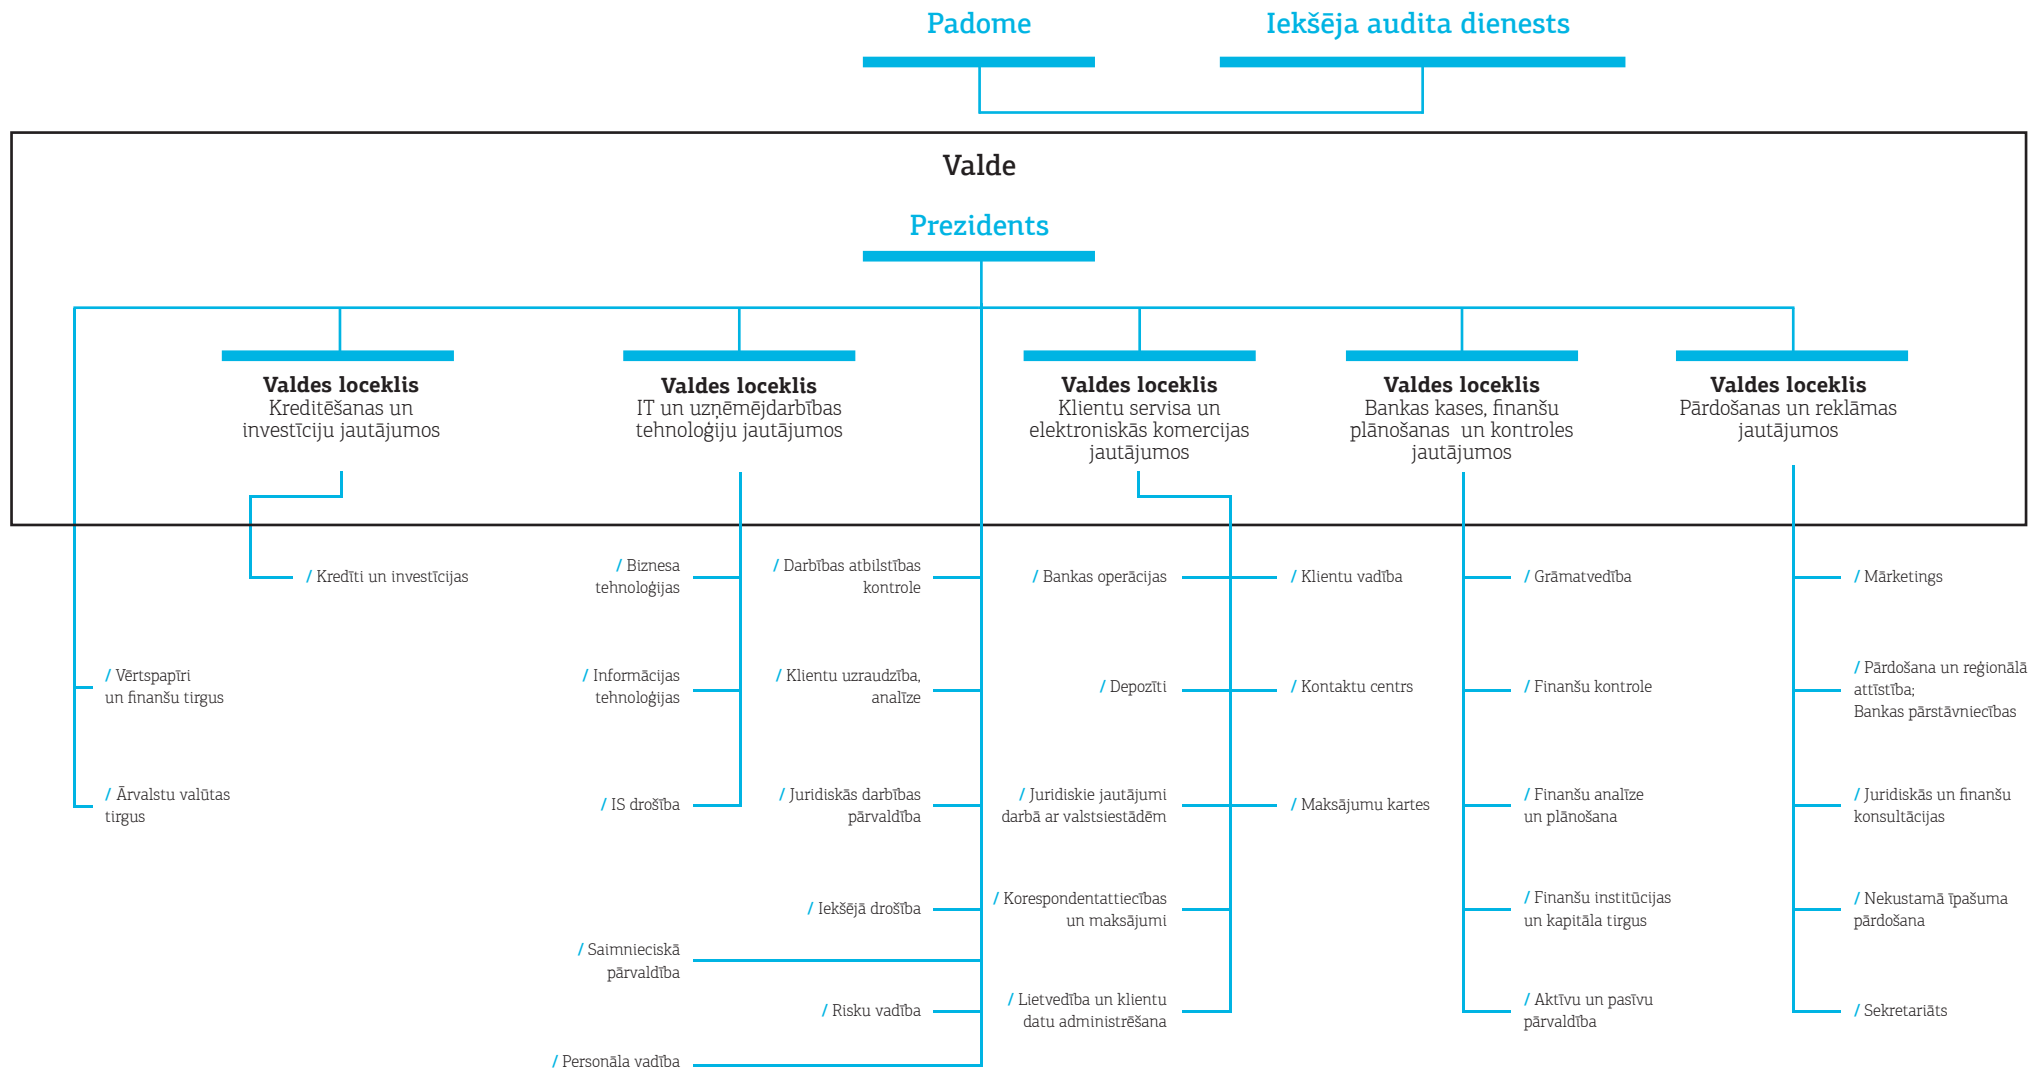 Padome
Iekšēja audita dienests
Valde
Prezidents
Valdes loceklis
Kreditēšanas un
investīciju jautājumos
Valdes loceklis
IT un uzņēmējdarbības
tehnoloģiju jautājumos
Valdes loceklis
Klientu servisa un
elektroniskās komercijas
jautājumos
Valdes loceklis
Bankas kases, finanšu
plānošanas un kontroles
jautājumos
Valdes loceklis
Pārdošanas un reklāmas
jautājumos
/ Vērtspapīri
un finanšu tirgus
/ Ārvalstu valūtas
tirgus
/ Kredīti un investīcijas
/ Biznesa
tehnoloģijas
/ Informācijas
tehnoloģijas
/ IS drošība
/ Saimnieciskā
pārvaldība
/ Personāla vadība
/ Darbības atbilstības
kontrole
/ Klientu uzraudzība,
analīze
/ Juridiskās darbības
pārvaldība
/ Iekšējā drošība
/ Risku vadība
/ Bankas operācijas
/ Depozīti
/ Juridiskie jautājumi
darbā ar valstsiestādēm
/ Korespondentattiecības
un maksājumi
/ Lietvedība un klientu
datu administrēšana
/ Klientu vadība
/ Kontaktu centrs
/ Maksājumu kartes
/ Grāmatvedība
/ Finanšu kontrole
/ Finanšu analīze
un plānošana
/ Finanšu institūcijas
un kapitāla tirgus
/ Aktīvu un pasīvu
pārvaldība
/ Mārketings
/ Pārdošana un reģionālā
attīstība;
Bankas pārstāvniecības
/ Juridiskās un finanšu
konsultācijas
/ Nekustamā īpašuma
pārdošana
/ Sekretariāts